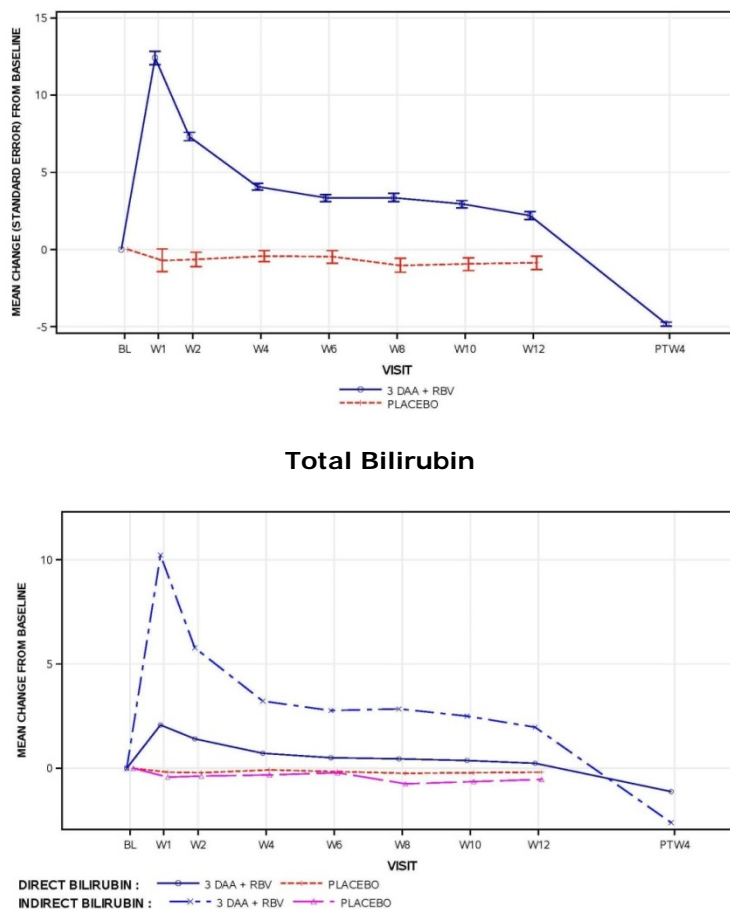 MEAN CHANGE (STANDARD ERROR) FROM BASELINE
15
10
5
0
-5
BL W1 W2 W4 W6 W8 W10 W12 PTW4
VISIT
3 DAA + RBV
PLACEBO
Total Bilirubin
MEAN CHANGE FROM BASELINE
10
5
0
BL W1 W2 W4 W6 W8 W10 W12 PTW4
VISIT
DIRECT BILIRUBIN : 3 DAA + RBV PLACEBO
INDIRECT BILIRUBIN : 3 DAA + RBV PLACEBO